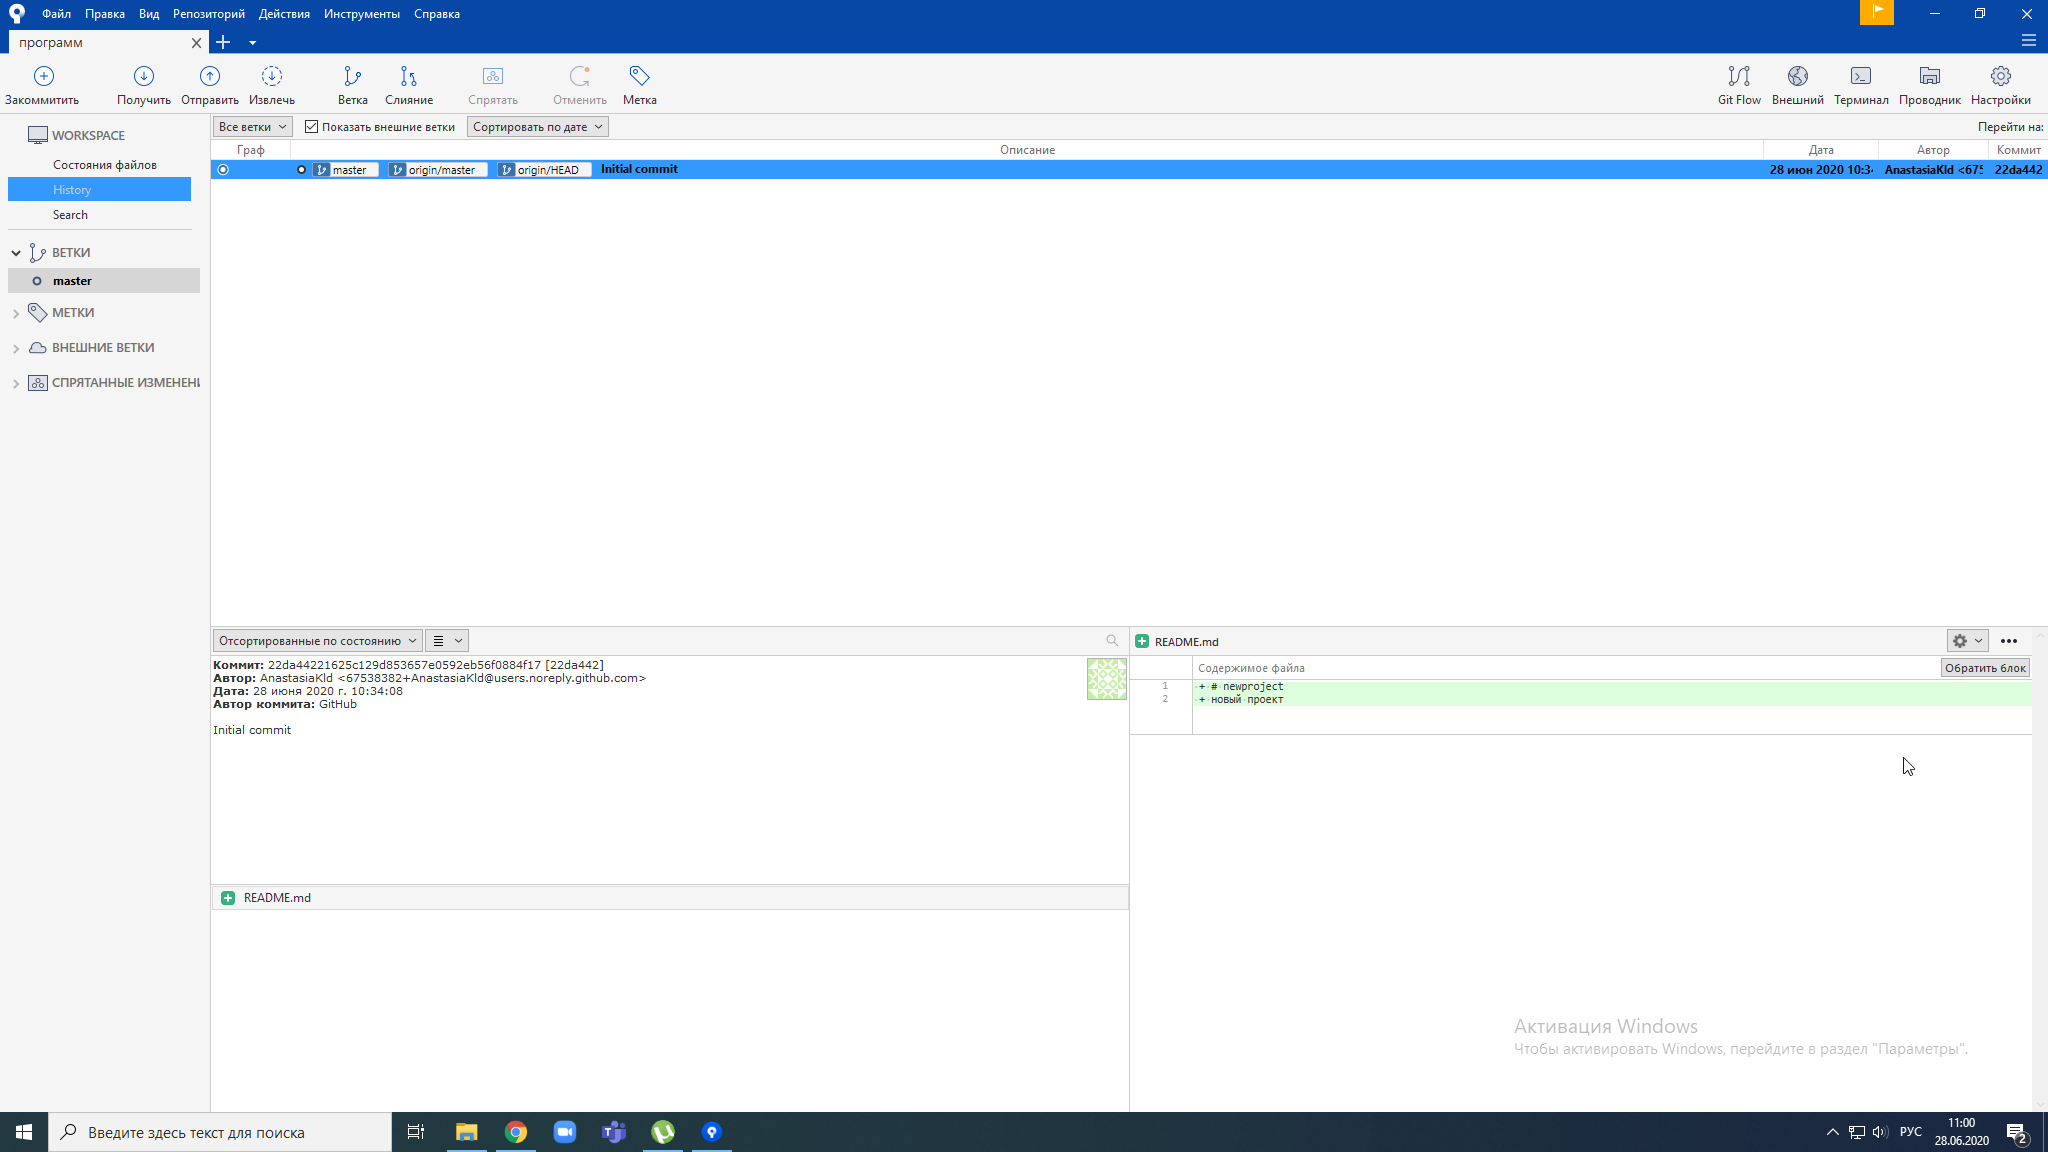 Файл Правка Вид Репозиторий Действия Инструменты Справка
программ
Закоммитить Получить Отправить Извлечь Ветка Слияние Спрятать Отменить Метка Git Flow Внешний Терминал Проводник Настройки
WORKSPACE
Состояния файлов
History
Search
ВЕТКИ
master
МЕТКИ
ВНЕШНИЕ ВЕТКИ
СПРЯТАННЫЕ ИЗМЕНЕНИ
Все ветки Показать внешние ветки Сортировать по дате Перейти на:
Граф Описание Дата Автор Коммит
master origin/master origin/HEAD Initial commit 28 июн 2020 10:34 AnastasiaKld <675 22da442
Отсортированные по состоянию
Коммит: 22da44221625c129d853657e0592eb56f0884f17 [22da442]
Автор: AnastasiaKld <67538382+AnastasiaKld@users.noreply.github.com>
Дата: 28 июня 2020 г. 10:34:08
Автор коммита: GitHub
Initial commit
README.md
README.md
Содержимое файла Обратить блок
1 + # newproject
2 + новый проект
Активация Windows
Чтобы активировать Windows, перейдите в раздел "Параметры".
Введите здесь текст для поиска
РУС
11:00
28.06.2020
2